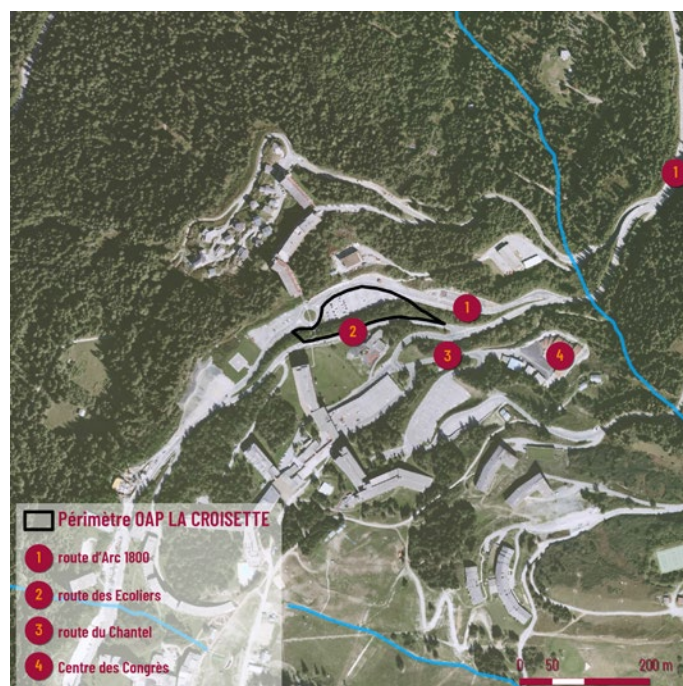 1
1
2
3
4
Périmètre OAP LA CROISETTE
1 route d'Arc 1800
2 route des Ecoliers
3 route du Chantel
4 Centre des Congrès
0 50 200 m